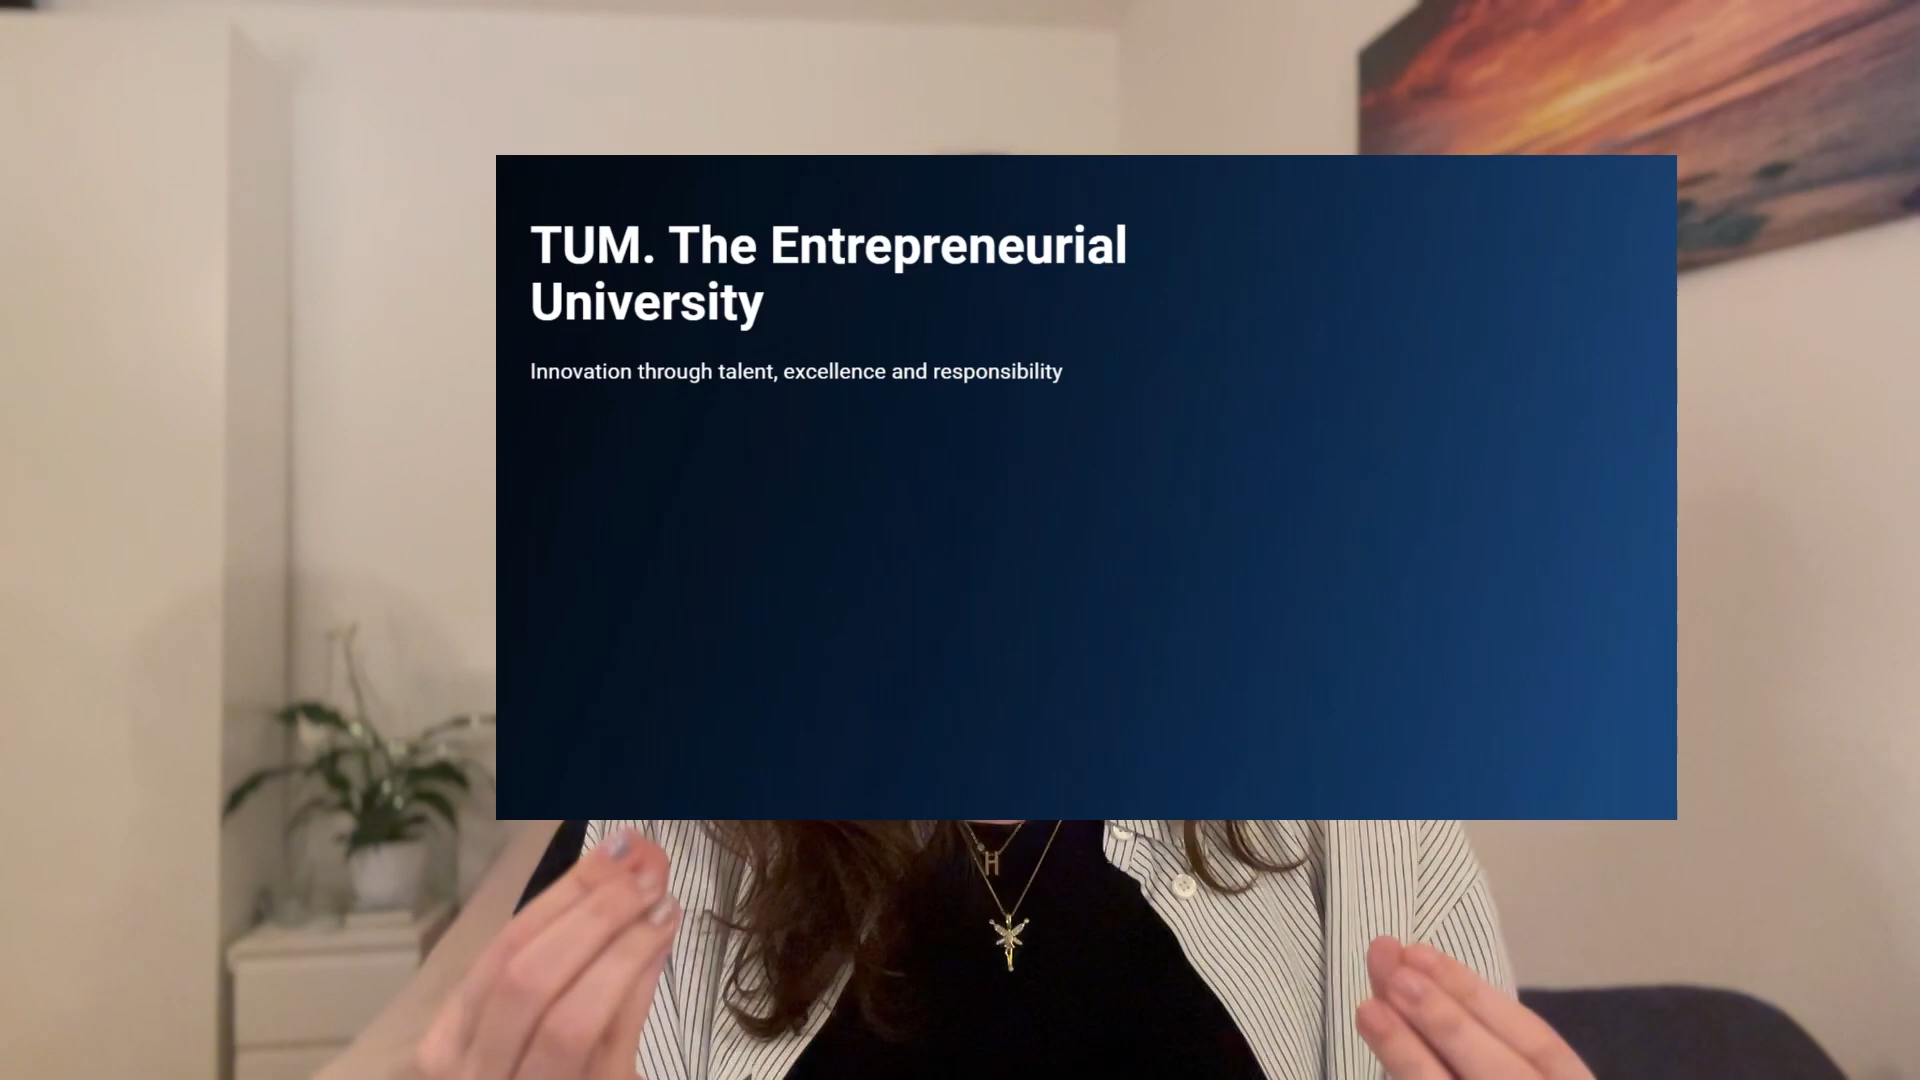 TUM. The Entrepreneurial
University
Innovation through talent, excellence and responsibility
H